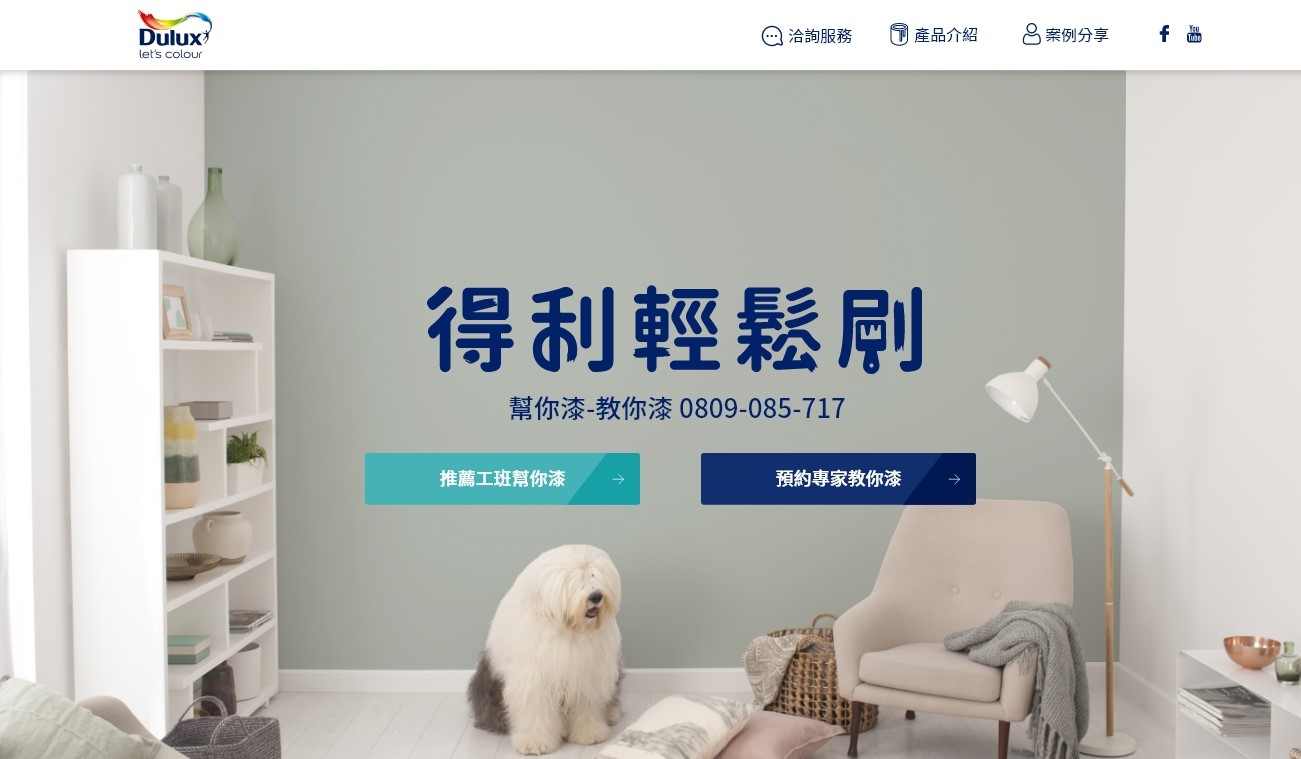 Dulux
let's colour
洽詢服務
產品介紹
案例分享
You
Tube
得利輕鬆刷
幫你漆-教你漆 0809-085-717
推薦工班幫你漆
預約專家教你漆